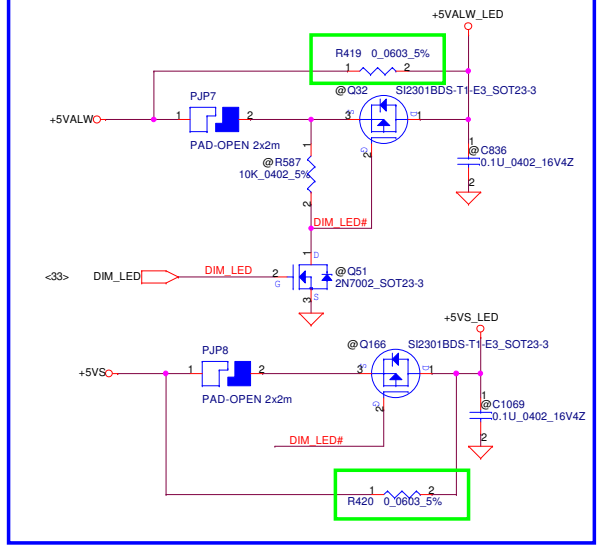 +5VALW_LED
R419 0_0603_5%
1 2
@Q32 SI2301BDS-T1-E3_SOT23-3
PJP7
+5VALW 1 2 3 S D 1
PAD-OPEN 2x2m
G 2
@R587
10K_0402_5%
1
2
@C836
0.1U_0402_16V4Z
1
2
DIM_LED#
<33> DIM_LED DIM_LED 2 G
1 D
@Q51
2N7002_SOT23-3
3 S
+5VS_LED
@Q166 SI2301BDS-T1-E3_SOT23-3
PJP8
+5VS 1 2 3 S D 1
PAD-OPEN 2x2m
G 2
@C1069
0.1U_0402_16V4Z
1
2
DIM_LED#
1 2
R420 0_0603_5%